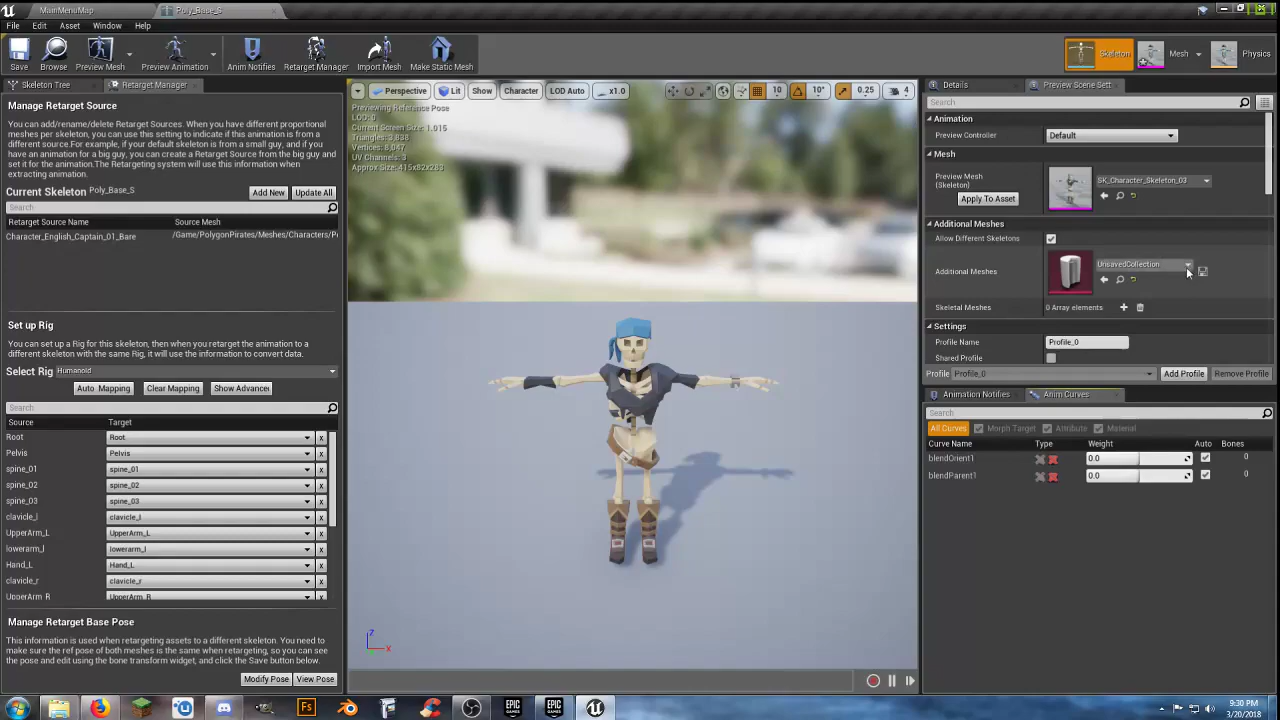 MainMenuMap
Poly_Base_S
File Edit Asset Window Help
Save Browse Preview Mesh Preview Animation Anim Notifies Retarget Manager Import Mesh Make Static Mesh
Skeleton Mesh Physics
Skeleton Tree Retarget Manager
Manage Retarget Source
You can add/rename/delete Retarget Sources. When you have different proportional
meshes per skeleton, you can use this setting to indicate if this animation is from a
different source.For example, if your default skeleton is from a small guy, and if you
have an animation for a big guy, you can create a Retarget Source from the big guy and
set it for the animation.The Retargeting system will use this information when
extracting animation.
Current Skeleton Poly_Base_S Add New Update All
Search
Retarget Source Name Source Mesh
Character_English_Captain_01_Bare /Game/PolygonPirates/Meshes/Characters/P
Set up Rig
You can set up a Rig for this skeleton, then when you retarget the animation to a
different skeleton with the same Rig, it will use the information to convert data.
Select Rig Humanoid
Auto Mapping Clear Mapping Show Advanced
Search
Source Target
Root Root x
Pelvis Pelvis x
spine_01 spine_01 x
spine_02 spine_02 x
spine_03 spine_03 x
clavicle_l clavicle_l x
UpperArm_L UpperArm_L x
lowerarm_l lowerarm_l x
Hand_L Hand_L x
clavicle_r clavicle_r x
UpperArm_R UpperArm_R x
Manage Retarget Base Pose
This information is used when retargeting assets to a different skeleton. You need to
make sure the ref pose of both meshes is the same when retargeting, so you can see
the pose and edit using the bone transform widget, and click the Save button below.
Modify Pose View Pose
Perspective Lit Show Character LOD Auto x1.0 10 10° 0.25 4
Previewing Reference Pose
LOD: 0
Current Screen Size: 1.015
Triangles: 3,838
Vertices: 8,047
UV Channels: 3
Approx Size: 415x82x283
Z
X
Details Preview Scene Sett
Search
Animation
Preview Controller Default
Mesh
Preview Mesh
(Skeleton)
SK_Character_Skeleton_03
Apply To Asset
Additional Meshes
Allow Different Skeletons
Additional Meshes UnsavedCollection
Skeletal Meshes 0 Array elements
Settings
Profile Name Profile_0
Shared Profile
Profile Profile_0 Add Profile Remove Profile
Animation Notifies Anim Curves
Search
All Curves Morph Target Attribute Material
Curve Name Type Weight Auto Bones
blendOrient1 0.0 0
blendParent1 0.0 0
Fs
EPIC GAMES
EPIC GAMES
9:30 PM
3/20/2018